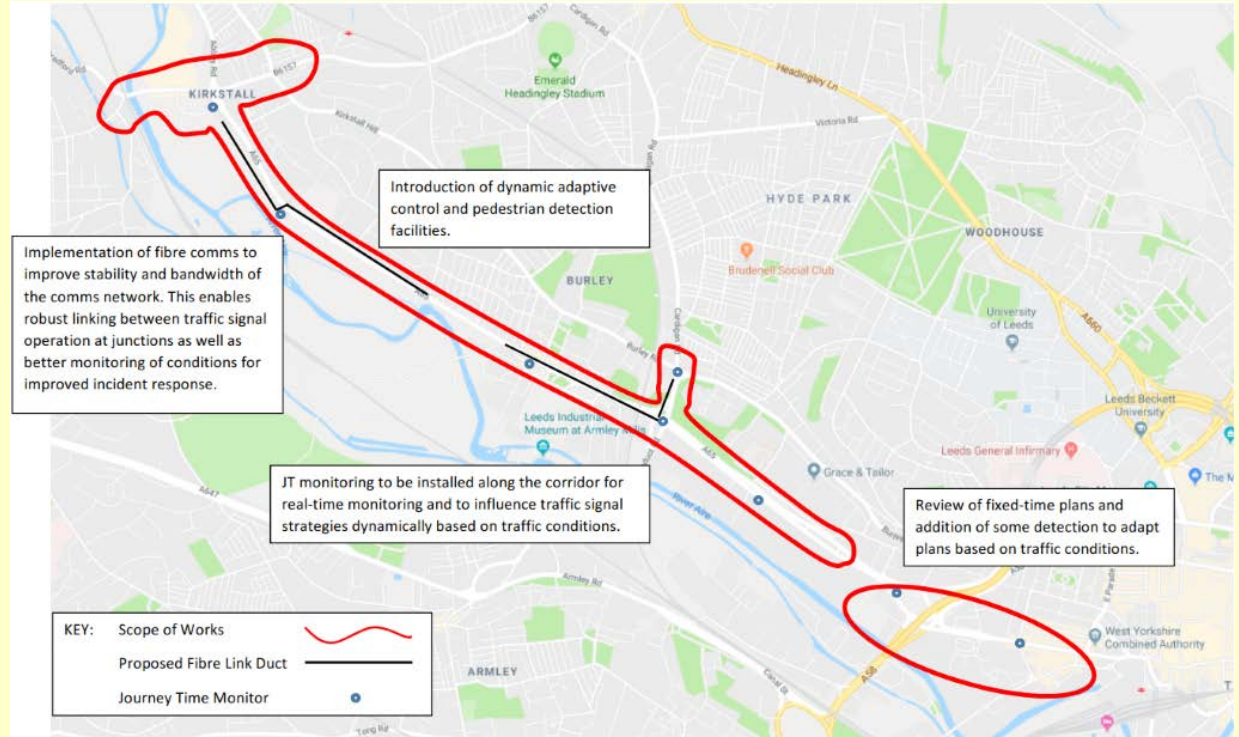 B6157
Cardigan Rd
Headingley Ln
KIRKSTALL
B6157
Emerald
Headingley Stadium
Kirkstall Hill
Victoria Rd
A65
Introduction of dynamic adaptive
control and pedestrian detection
facilities.
HYDE PARK
WOODHOUSE
Implementation of fibre comms to
improve stability and bandwidth of
the comms network. This enables
robust linking between traffic signal
operation at junctions as well as
better monitoring of conditions for
improved incident response.
Brudenell Social Club
BURLEY
University
of Leeds
A660
Cardigan Rd
Burley Rd
Leeds Beckett
University
Leeds Industrial
Museum at Armley Mills
A65
Leeds General Infirmary
Grace & Tailor
The M
A647
JT monitoring to be installed along the corridor for
real-time monitoring and to influence traffic signal
strategies dynamically based on traffic conditions.
River Aire
Review of fixed-time plans and
addition of some detection to adapt
plans based on traffic conditions.
Armley Rd
E Parade
KEY: Scope of Works
Proposed Fibre Link Duct
Journey Time Monitor
West Yorkshire
Combined Authority
ARMLEY
Canal St
A58
Tong Rd